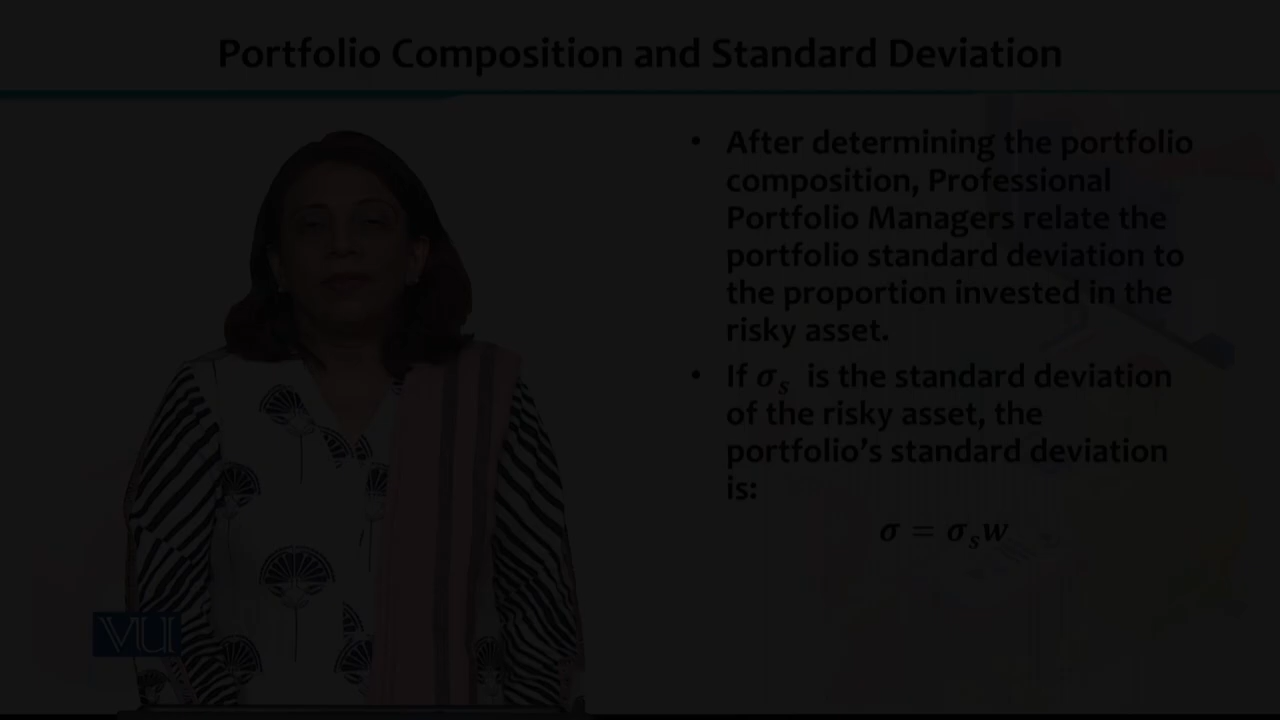 Portfolio Composition and Standard Deviation
• After determining the portfolio
composition, Professional
Portfolio Managers relate the
portfolio standard deviation to
the proportion invested in the
risky asset.
• If σₛ is the standard deviation
of the risky asset, the
portfolio’s standard deviation
is:
σ = σₛw
VU